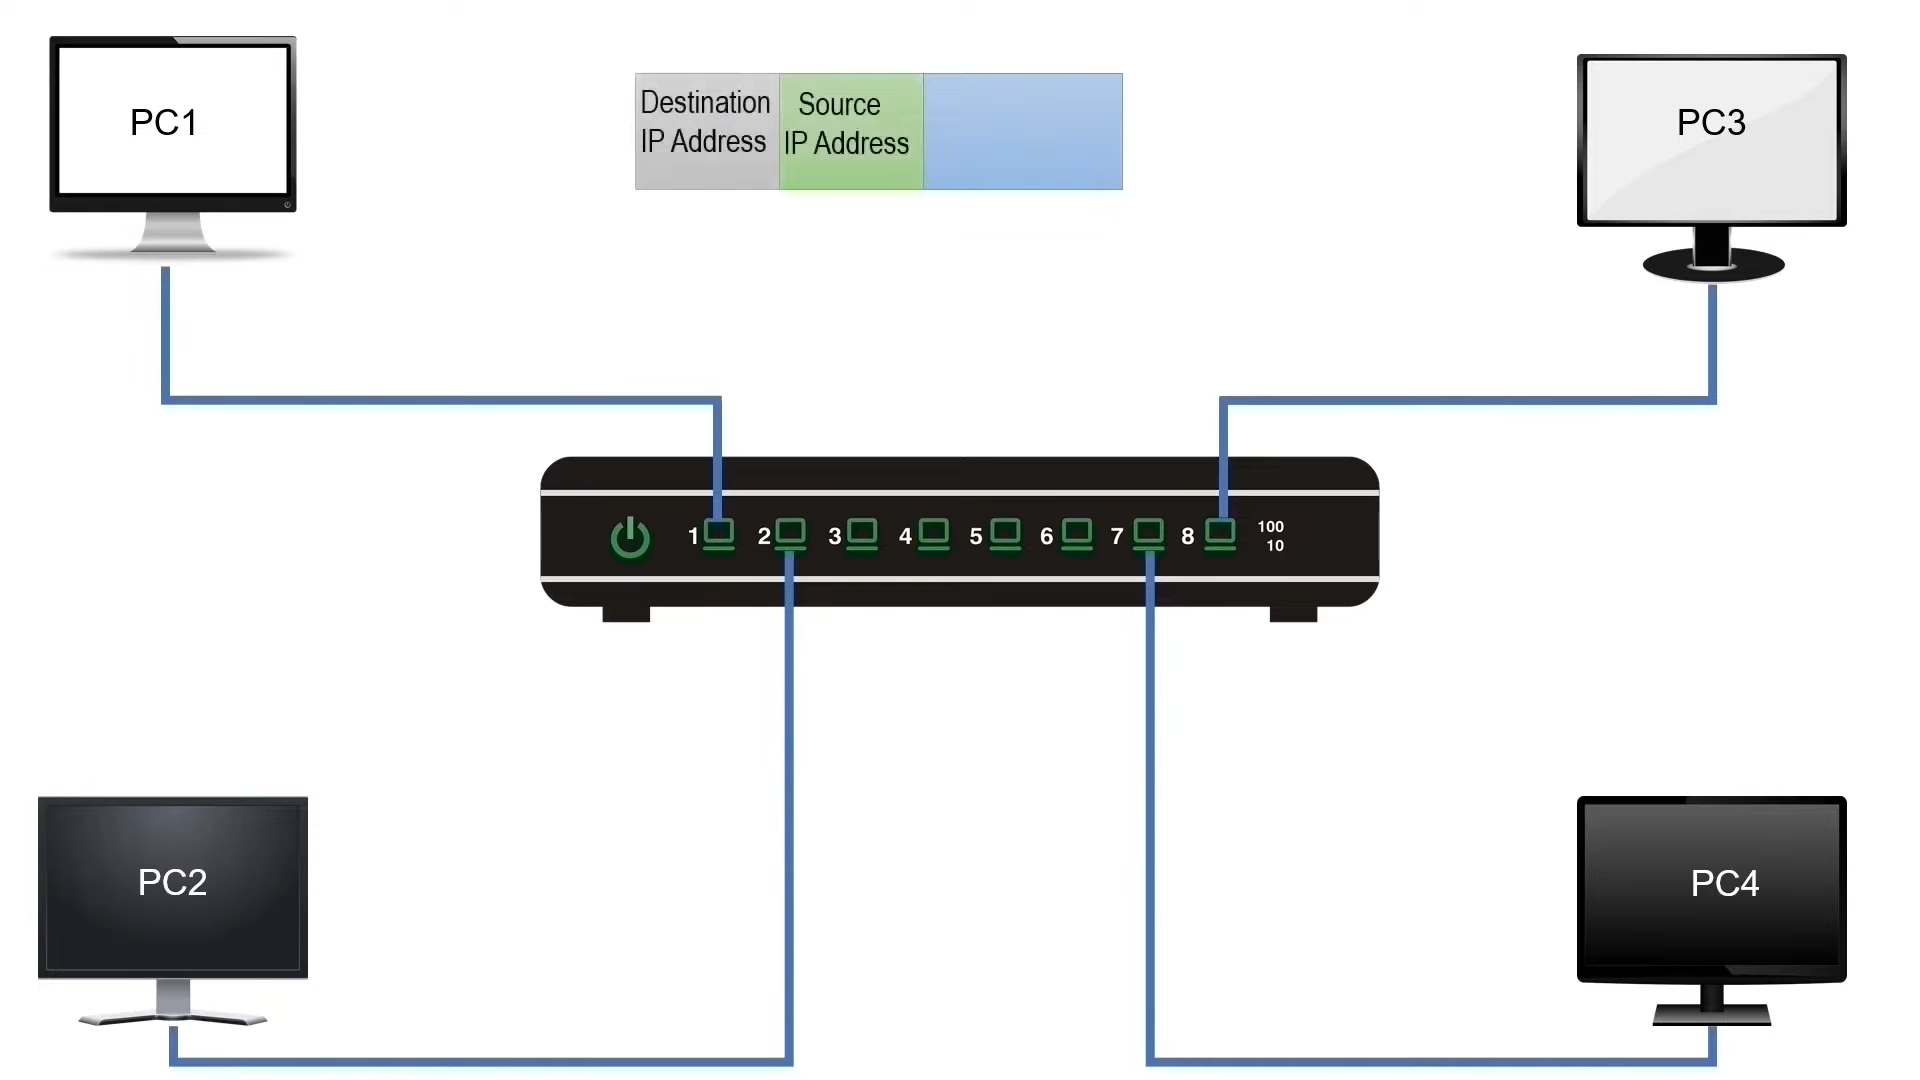 PC1
Destination
IP Address
Source
IP Address
PC3
1 2 3 4 5 6 7 8
100
10
PC2
PC4